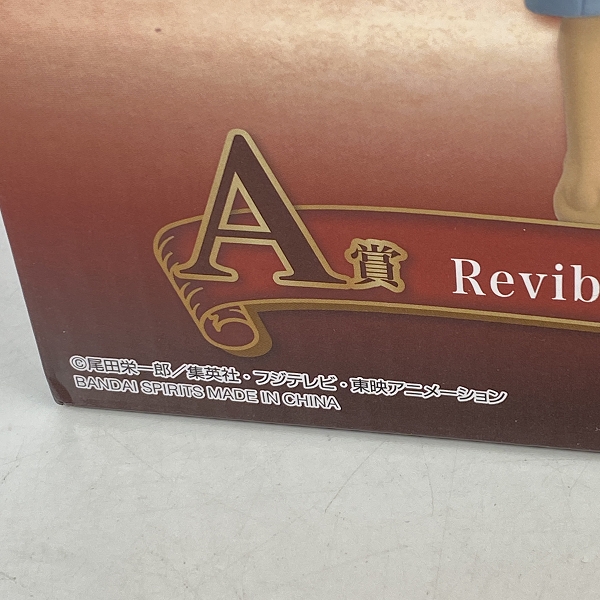 A賞
Revib
©尾田栄一郎/集英社・フジテレビ・東映アニメーション
BANDAI SPIRITS MADE IN CHINA